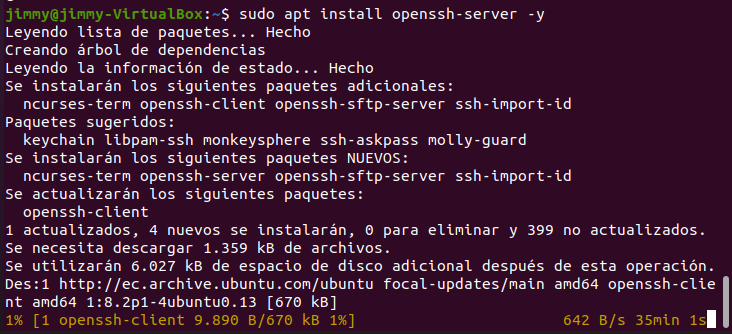 jimmy@jimmy-VirtualBox:~$ sudo apt install openssh-server -y
Leyendo lista de paquetes... Hecho
Creando árbol de dependencias
Leyendo la información de estado... Hecho
Se instalarán los siguientes paquetes adicionales:
  ncurses-term openssh-client openssh-sftp-server ssh-import-id
Paquetes sugeridos:
  keychain libpam-ssh monkeysphere ssh-askpass molly-guard
Se instalarán los siguientes paquetes NUEVOS:
  ncurses-term openssh-server openssh-sftp-server ssh-import-id
Se actualizarán los siguientes paquetes:
  openssh-client
1 actualizados, 4 nuevos se instalarán, 0 para eliminar y 399 no actualizados.
Se necesita descargar 1.359 kB de archivos.
Se utilizarán 6.027 kB de espacio de disco adicional después de esta operación.
Des:1 http://ec.archive.ubuntu.com/ubuntu focal-updates/main amd64 openssh-clie
nt amd64 1:8.2p1-4ubuntu0.13 [670 kB]
1% [1 openssh-client 9.890 B/670 kB 1%] 642 B/s 35min 1s